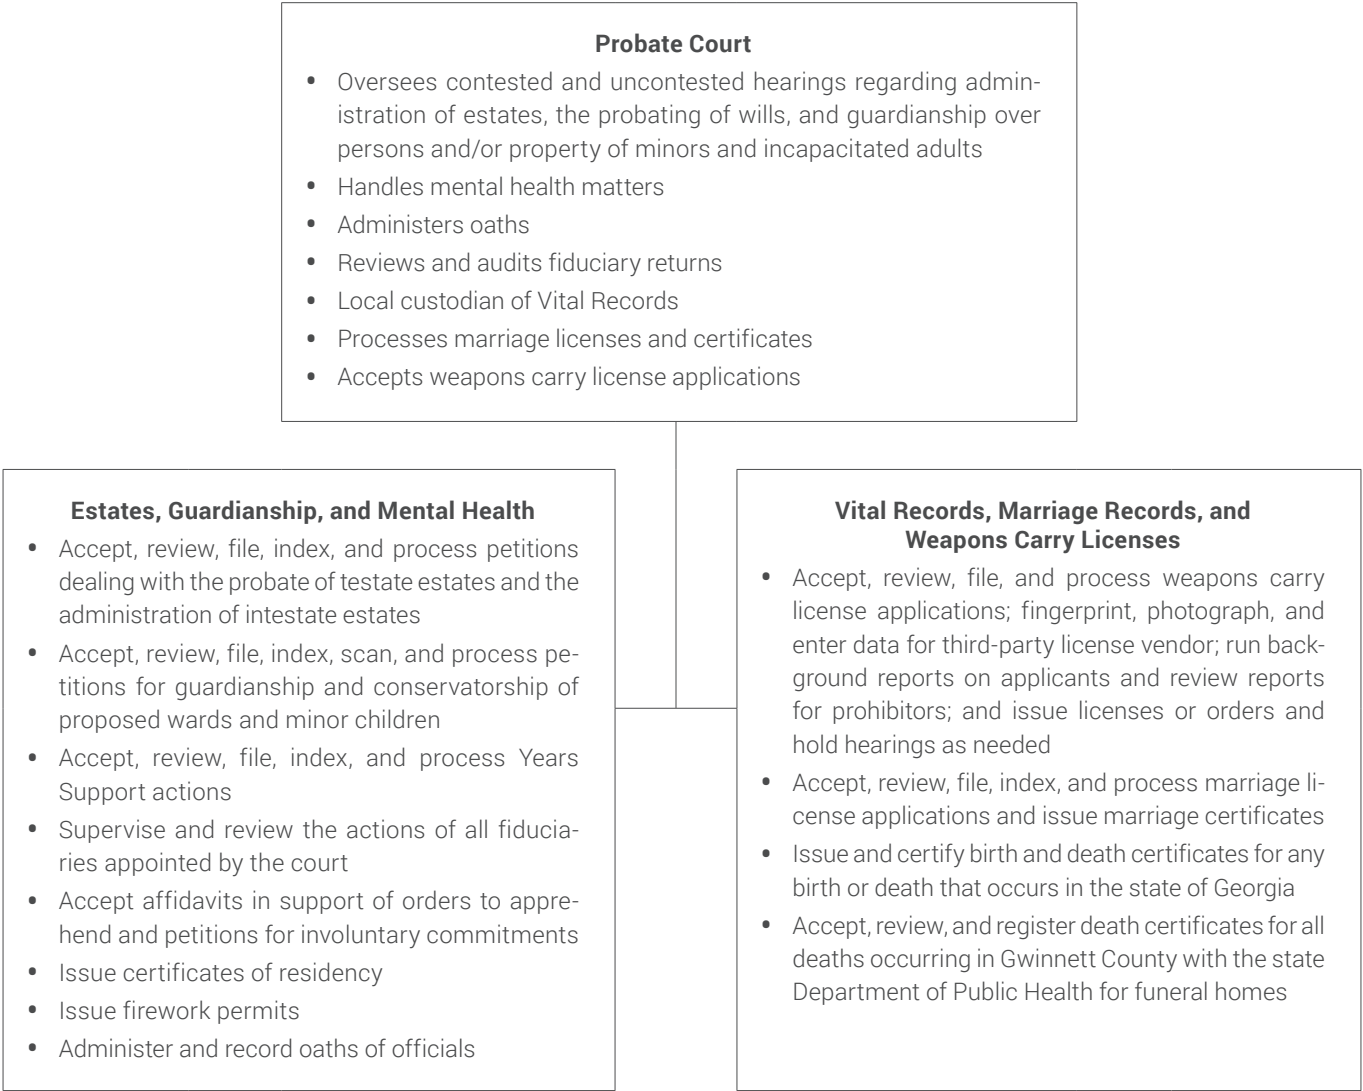 Probate Court
• Oversees contested and uncontested hearings regarding admin-
istration of estates, the probating of wills, and guardianship over
persons and/or property of minors and incapacitated adults
• Handles mental health matters
• Administers oaths
• Reviews and audits fiduciary returns
• Local custodian of Vital Records
• Processes marriage licenses and certificates
• Accepts weapons carry license applications
Estates, Guardianship, and Mental Health
• Accept, review, file, index, and process petitions
dealing with the probate of testate estates and the
administration of intestate estates
• Accept, review, file, index, scan, and process pe-
titions for guardianship and conservatorship of
proposed wards and minor children
• Accept, review, file, index, and process Years
Support actions
• Supervise and review the actions of all fiducia-
ries appointed by the court
• Accept affidavits in support of orders to appre-
hend and petitions for involuntary commitments
• Issue certificates of residency
• Issue firework permits
• Administer and record oaths of officials
Vital Records, Marriage Records, and
Weapons Carry Licenses
• Accept, review, file, and process weapons carry
license applications; fingerprint, photograph, and
enter data for third-party license vendor; run back-
ground reports on applicants and review reports
for prohibitors; and issue licenses or orders and
hold hearings as needed
• Accept, review, file, index, and process marriage li-
cense applications and issue marriage certificates
• Issue and certify birth and death certificates for any
birth or death that occurs in the state of Georgia
• Accept, review, and register death certificates for all
deaths occurring in Gwinnett County with the state
Department of Public Health for funeral homes